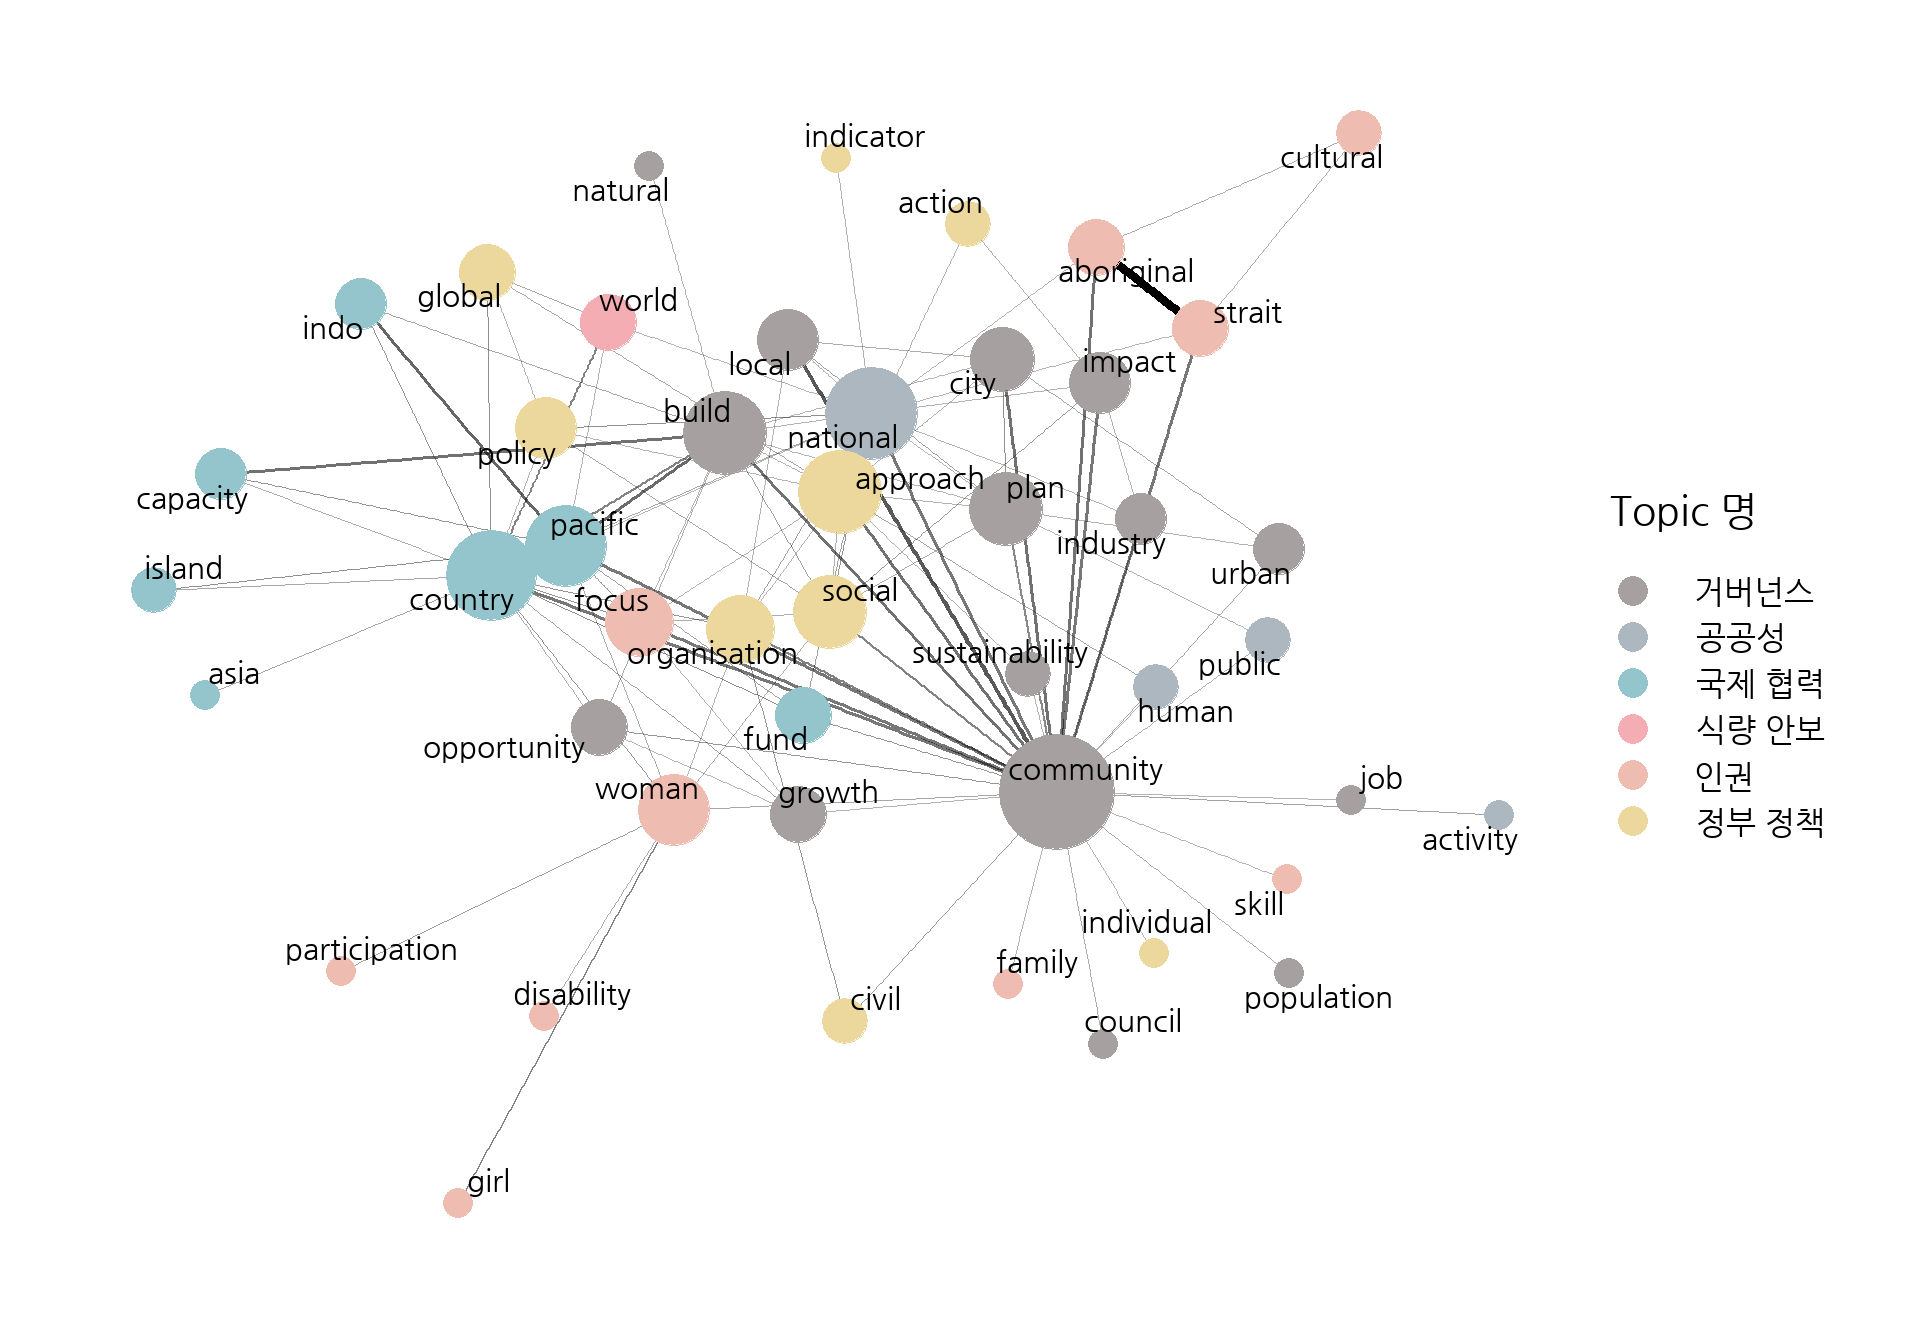 indicator
cultural
natural
action
aboriginal
global
world
strait
indo
local
impact
city
build
national
policy
approach
plan
capacity
pacific
industry
island
urban
country
focus
social
organisation
sustainability
public
asia
human
opportunity
fund
community
woman
growth
job
activity
skill
individual
participation
family
disability
civil
population
council
girl
Topic 명
거버넌스
공공성
국제 협력
식량 안보
인권
정부 정책